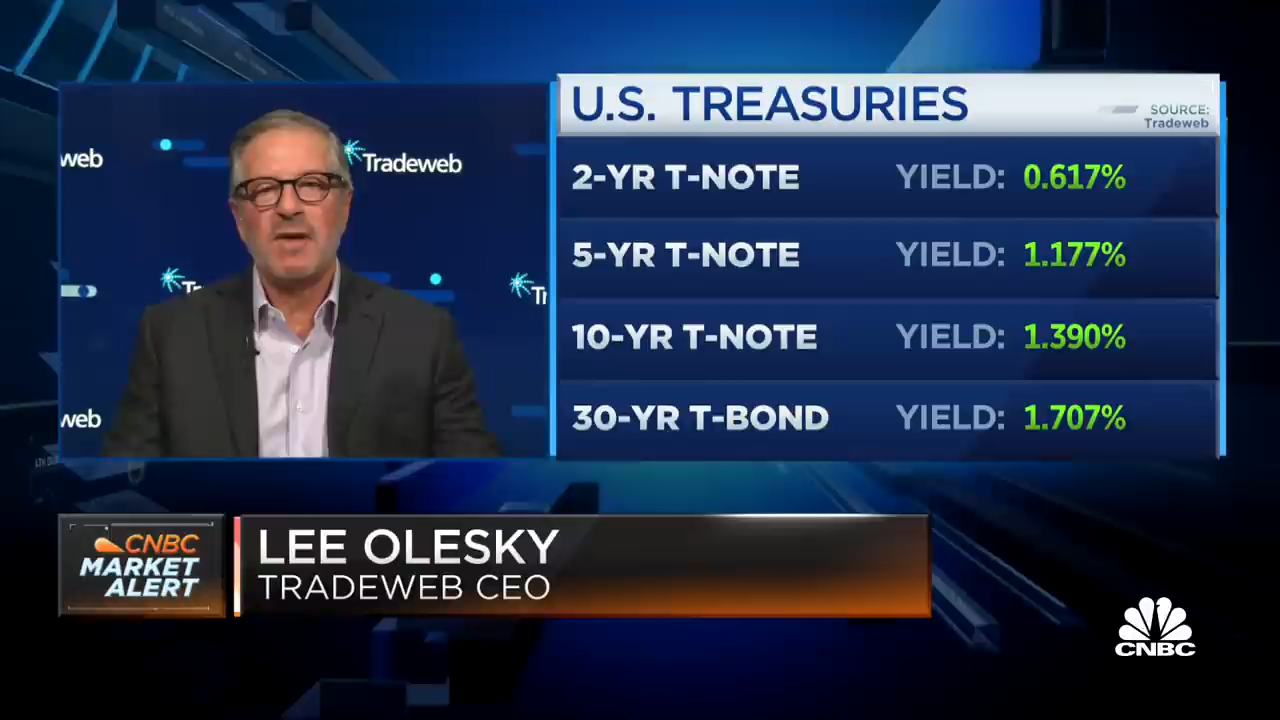 U.S. TREASURIES
SOURCE:
Tradeweb
2-YR T-NOTE YIELD: 0.617%
5-YR T-NOTE YIELD: 1.177%
10-YR T-NOTE YIELD: 1.390%
30-YR T-BOND YIELD: 1.707%
web
Tradeweb
Tr
Tr
web
CNBC
MARKET
ALERT
LEE OLESKY
TRADEWEB CEO
CNBC